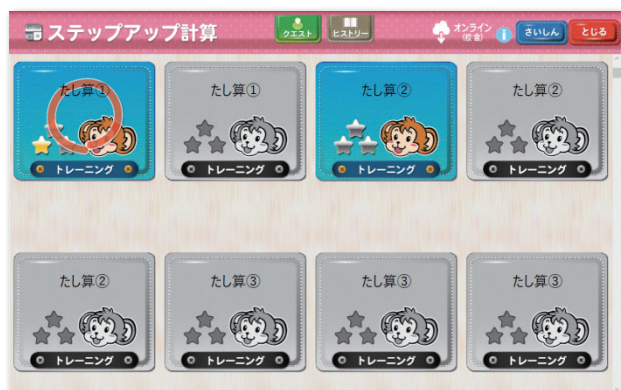 ステップアップ計算
クエスト
ヒストリー
オンライン
(校舎)
さいしん
とじる
たし算①
トレーニング
たし算①
トレーニング
たし算②
トレーニング
たし算②
トレーニング
たし算②
トレーニング
たし算③
トレーニング
たし算③
トレーニング
たし算③
トレーニング